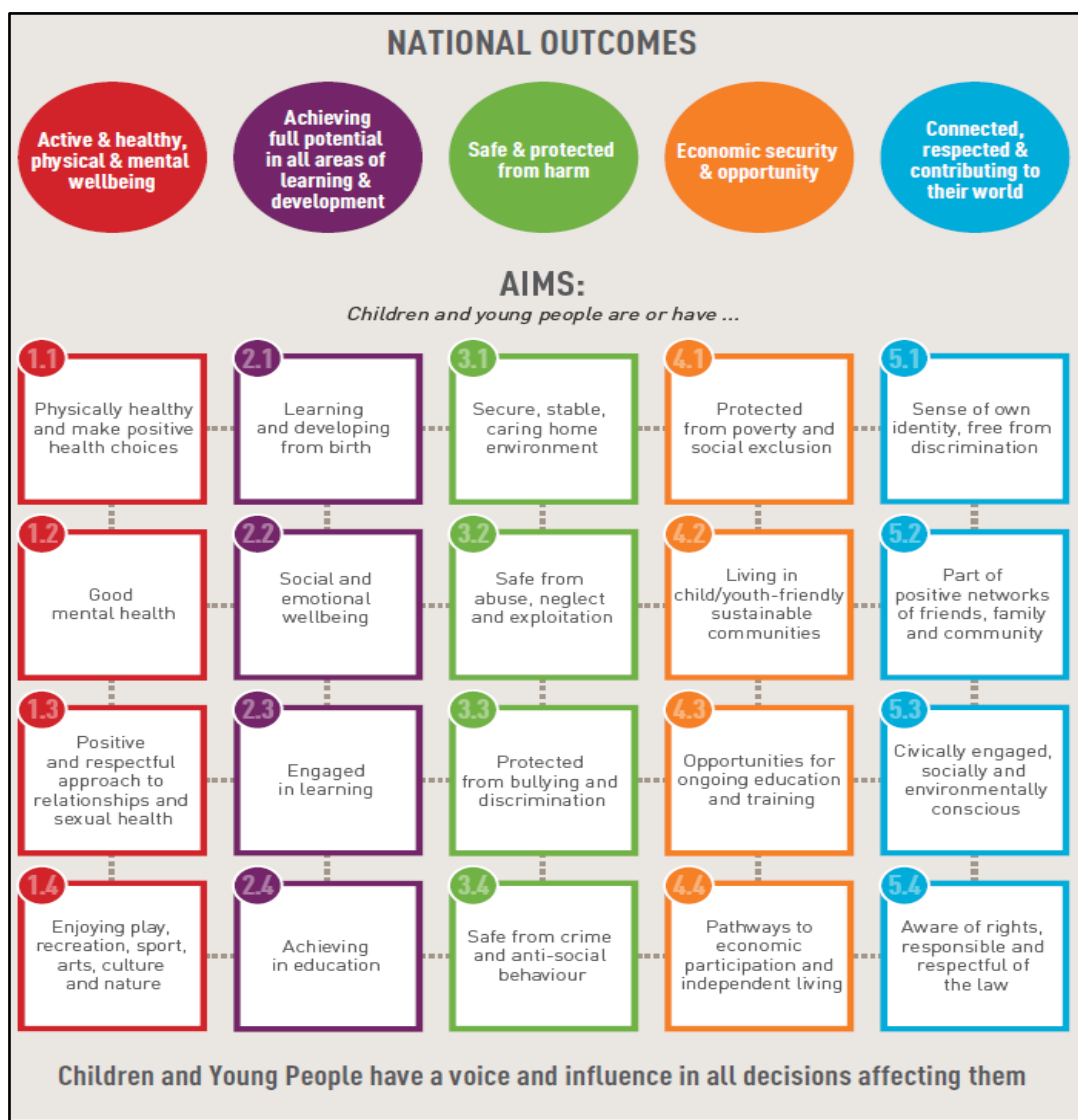 NATIONAL OUTCOMES
Active & healthy,
physical & mental
wellbeing
Achieving
full potential
in all areas of
learning &
development
Safe & protected
from harm
Economic security
& opportunity
Connected,
respected &
contributing to
their world
AIMS:
Children and young people are or have ...
1.1
Physically healthy
and make positive
health choices
2.1
Learning
and developing
from birth
3.1
Secure, stable,
caring home
environment
4.1
Protected
from poverty and
social exclusion
5.1
Sense of own
identity, free from
discrimination
1.2
Good
mental health
2.2
Social and
emotional
wellbeing
3.2
Safe from
abuse, neglect
and exploitation
4.2
Living in
child/youth-friendly
sustainable
communities
5.2
Part of
positive networks
of friends, family
and community
1.3
Positive
and respectful
approach to
relationships and
sexual health
2.3
Engaged
in learning
3.3
Protected
from bullying and
discrimination
4.3
Opportunities for
ongoing education
and training
5.3
Civically engaged,
socially and
environmentally
conscious
1.4
Enjoying play,
recreation, sport,
arts, culture
and nature
2.4
Achieving
in education
3.4
Safe from crime
and anti-social
behaviour
4.4
Pathways to
economic
participation and
independent living
5.4
Aware of rights,
responsible and
respectful of
the law
Children and Young People have a voice and influence in all decisions affecting them